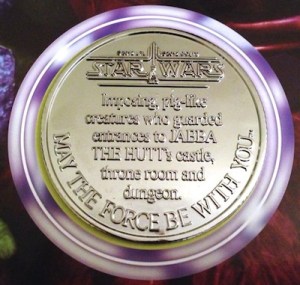 STAR WARS
Imposing, pig-like
creatures who guarded
entrances to JABBA
THE HUTT's castle,
throne room and
dungeon.
MAY THE FORCE BE WITH YOU.